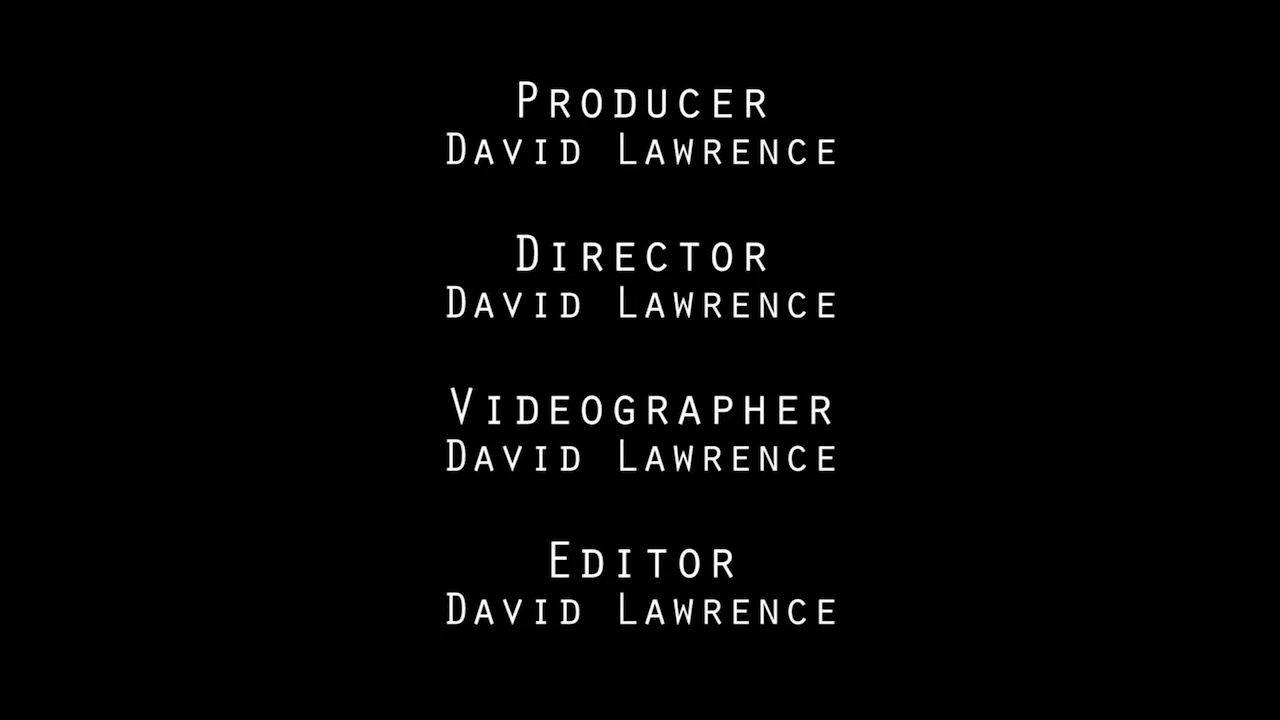 PRODUCER
DAVID LAWRENCE
DIRECTOR
DAVID LAWRENCE
VIDEOGRAPHER
DAVID LAWRENCE
EDITOR
DAVID LAWRENCE